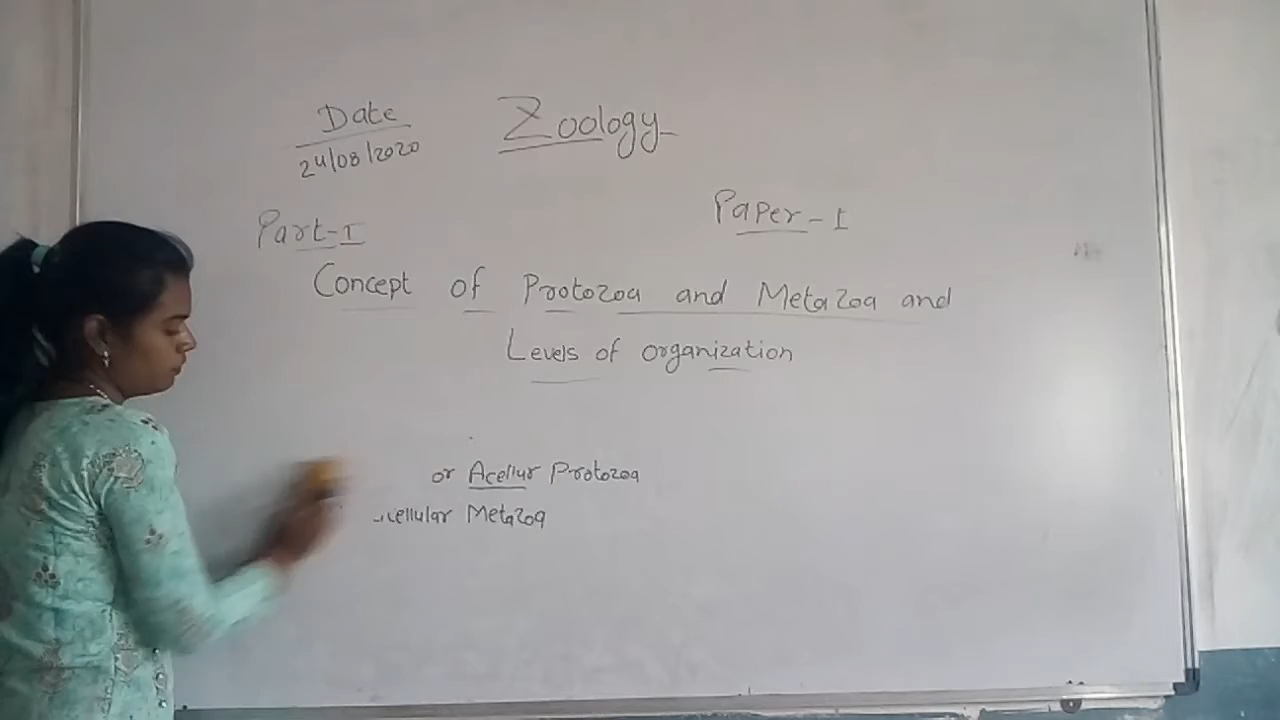 Date
24/08/2020
Zoology
Paper-I
Part-I
Concept of Protozoa and Metazoa and
Levels of organization
or Acellur Protozoa
cellular Metazoa